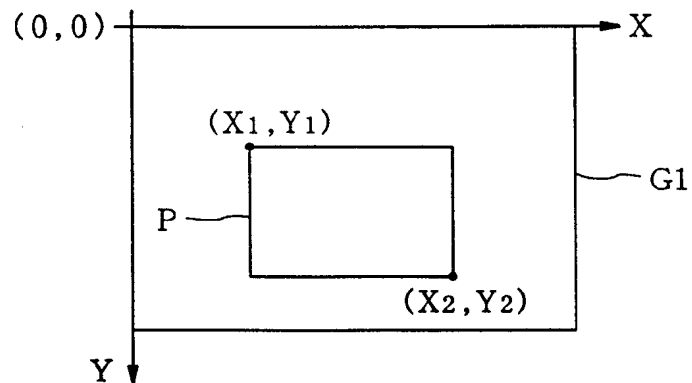 (0,0)
X
(X1,Y1)
G1
P
(X2,Y2)
Y